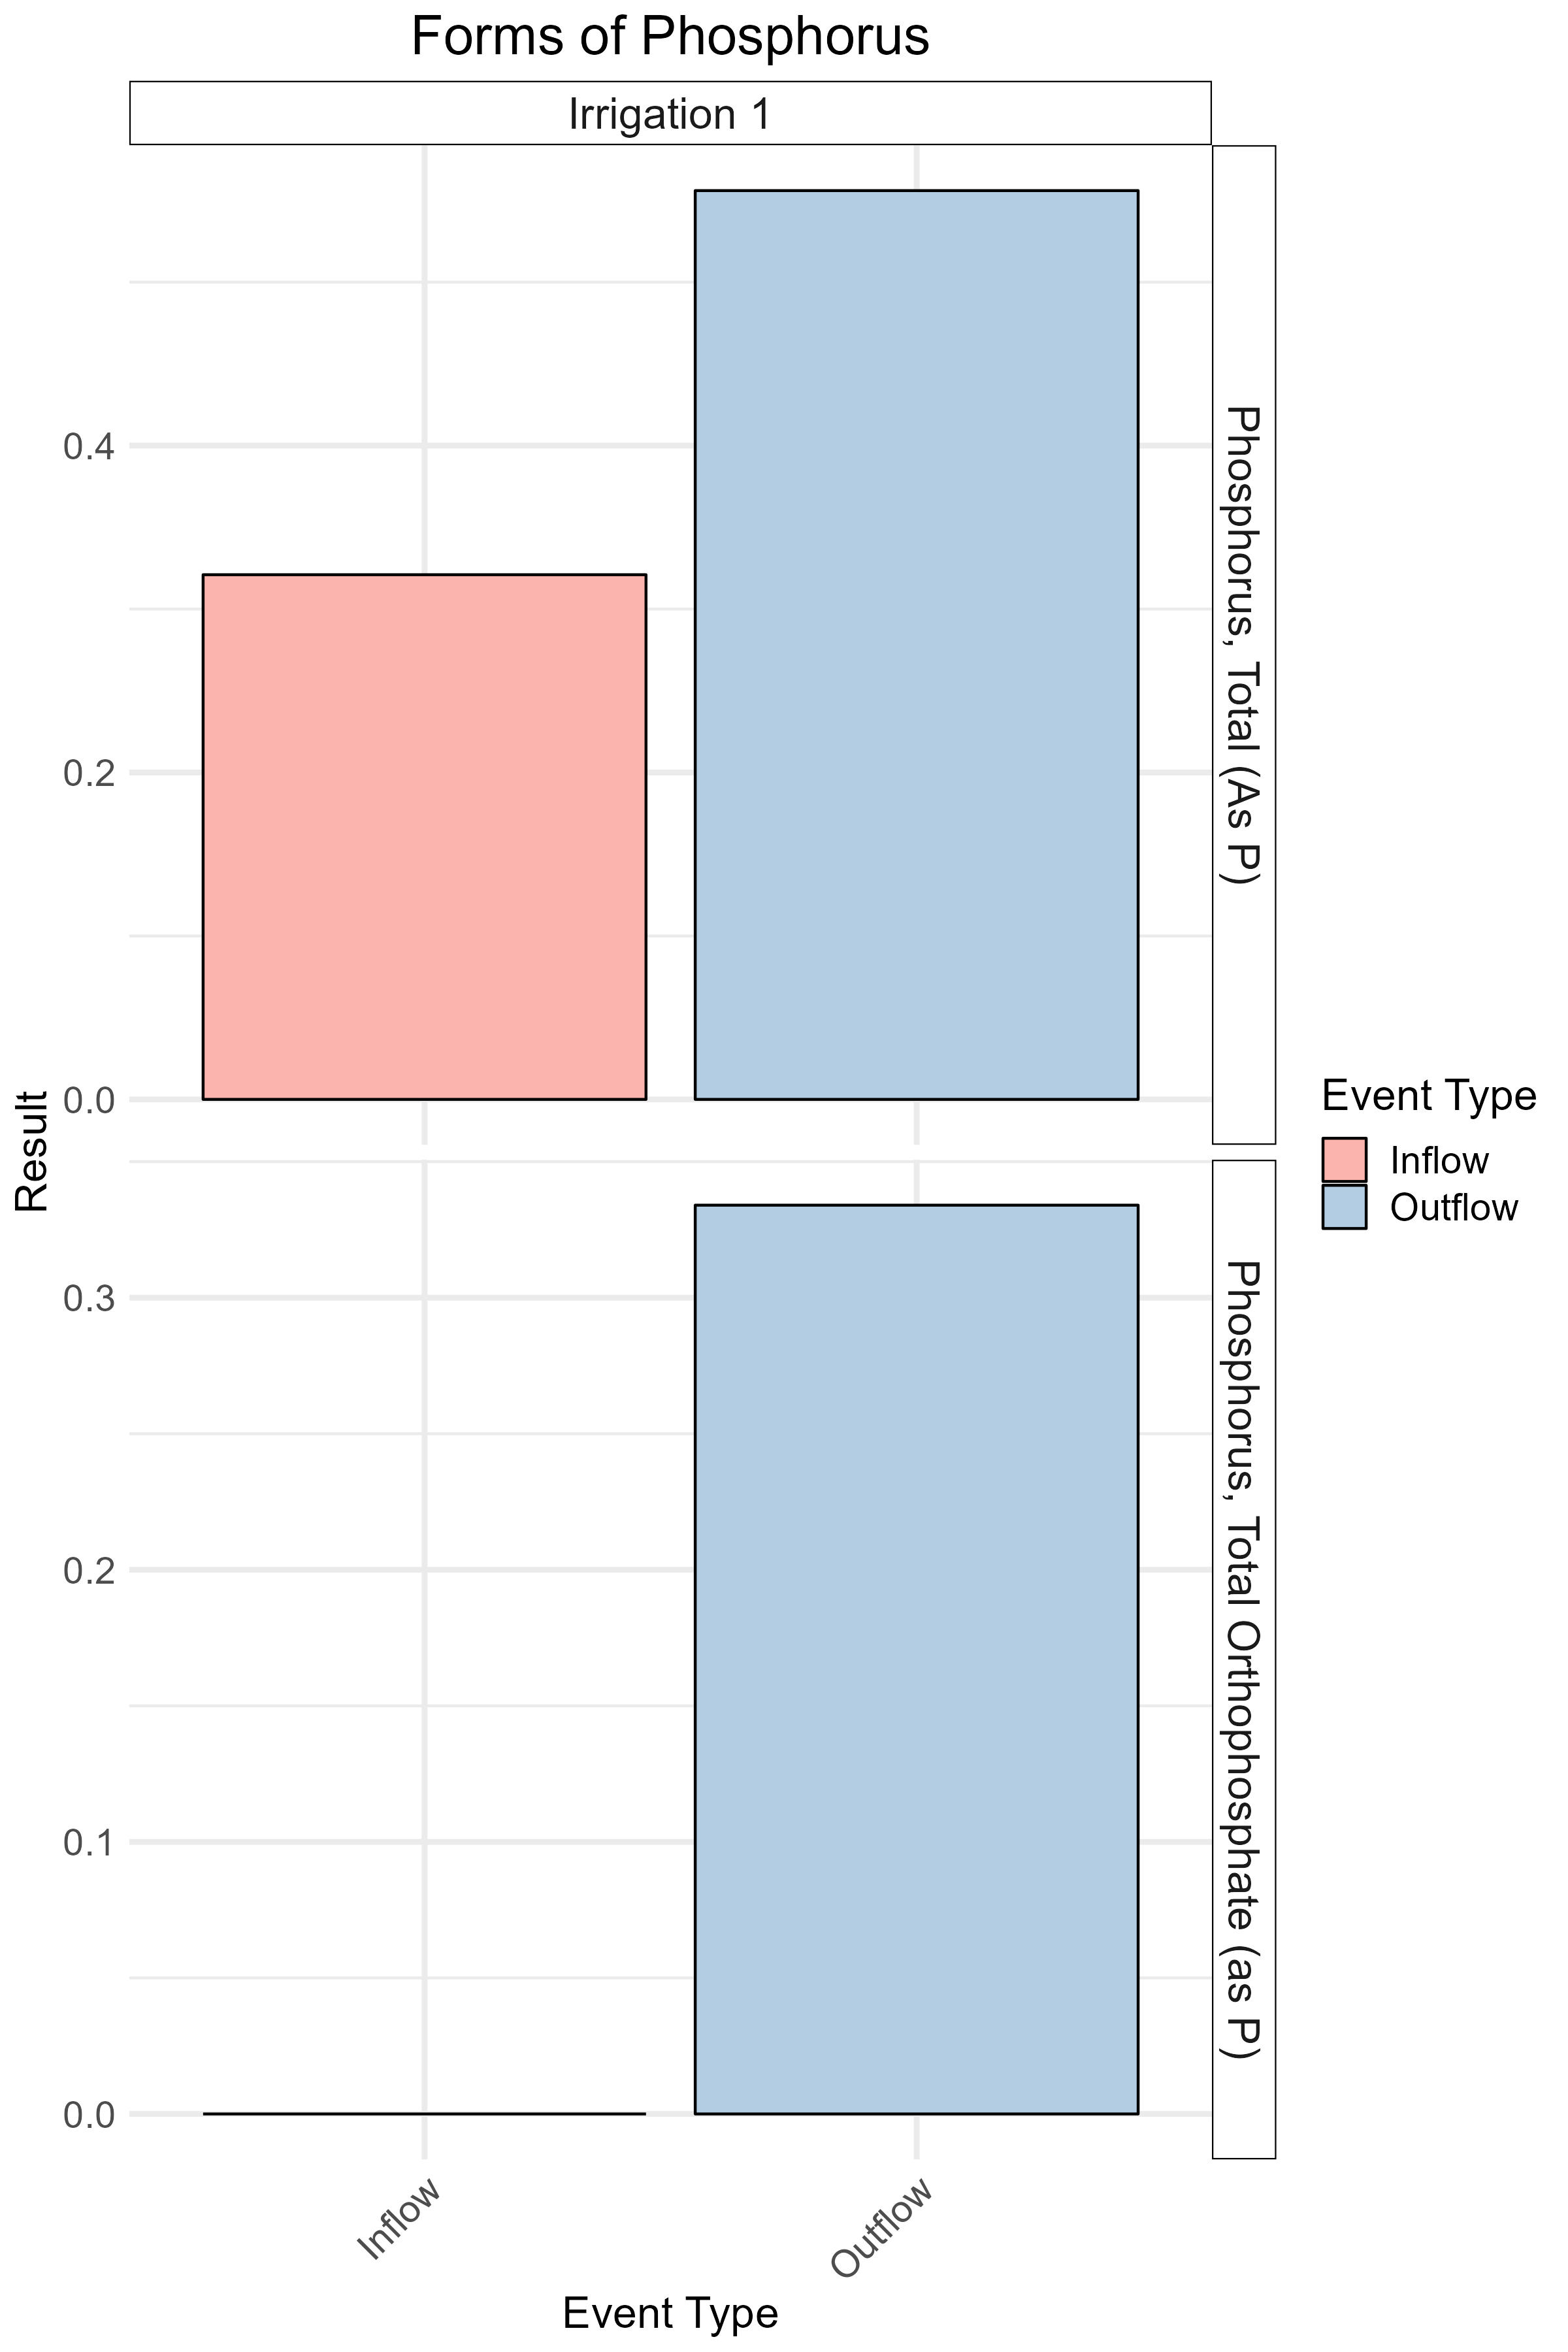 Forms of Phosphorus
Irrigation 1
Result
0.4
0.2
0.0
Phosphorus, Total (As P)
0.3
0.2
0.1
0.0
Phosphorus, Total Orthophosphate (as P)
Inflow
Outflow
Event Type
Event Type
Inflow
Outflow